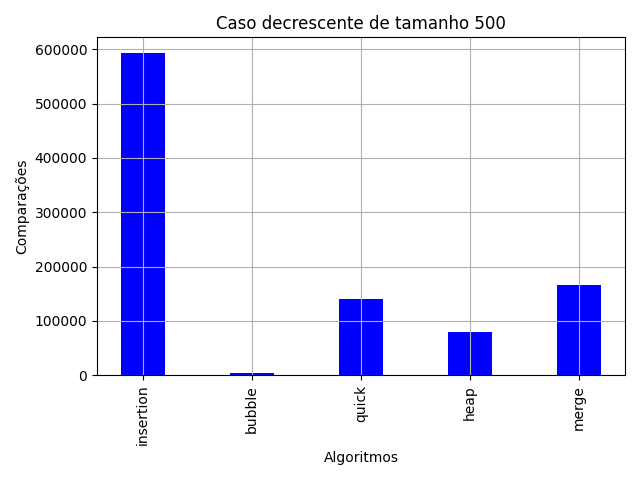 Caso decrescente de tamanho 500
600000
500000
400000
300000
200000
100000
0
Comparações
insertion
bubble
quick
heap
merge
Algoritmos